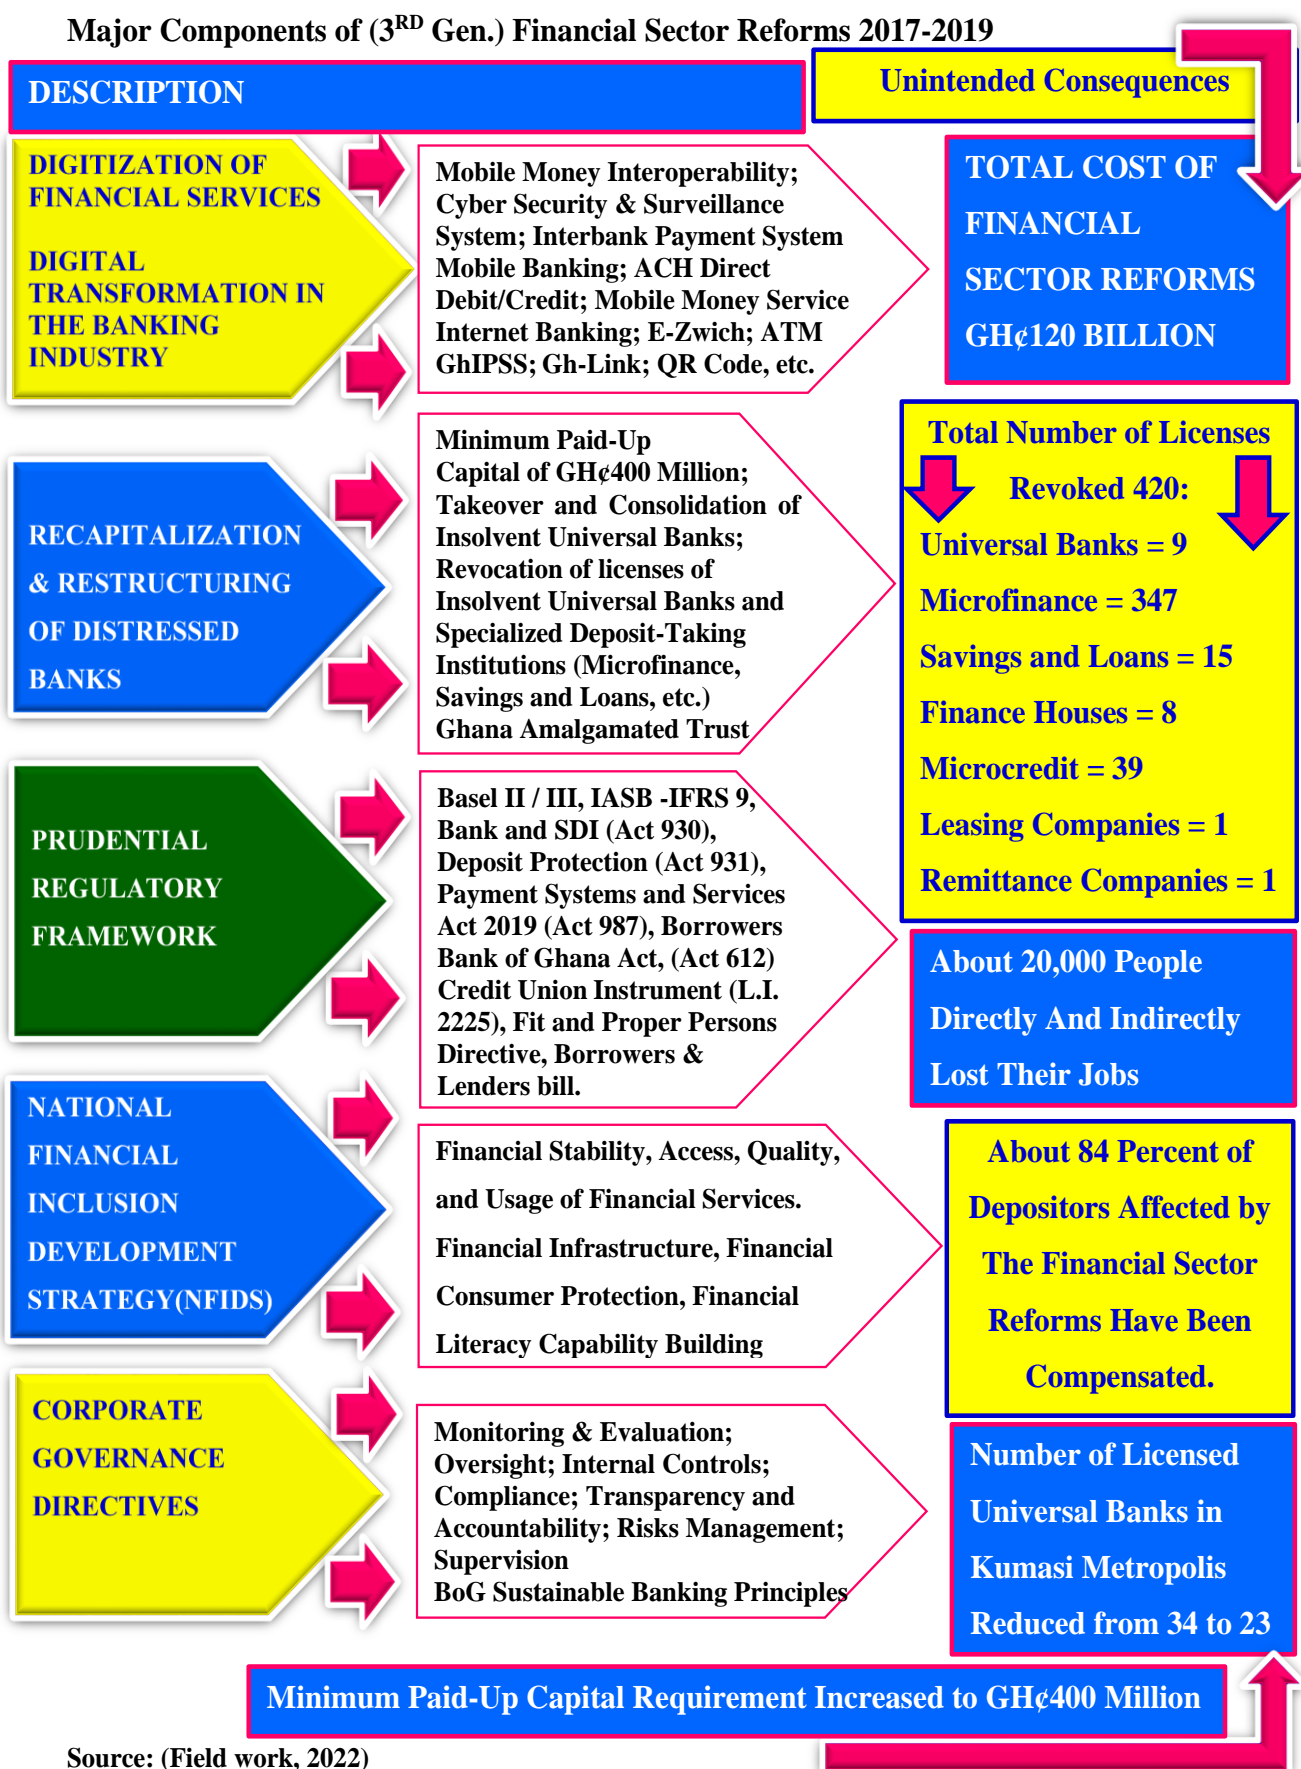 Major Components of (3RD Gen.) Financial Sector Reforms 2017-2019
DESCRIPTION
Unintended Consequences
DIGITIZATION OF
FINANCIAL SERVICES
DIGITAL
TRANSFORMATION IN
THE BANKING
INDUSTRY
Mobile Money Interoperability;
Cyber Security & Surveillance
System; Interbank Payment System
Mobile Banking; ACH Direct
Debit/Credit; Mobile Money Service
Internet Banking; E-Zwich; ATM
GhIPSS; Gh-Link; QR Code, etc.
TOTAL COST OF
FINANCIAL
SECTOR REFORMS
GH¢120 BILLION
RECAPITALIZATION
& RESTRUCTURING
OF DISTRESSED
BANKS
Minimum Paid-Up
Capital of GH¢400 Million;
Takeover and Consolidation of
Insolvent Universal Banks;
Revocation of licenses of
Insolvent Universal Banks and
Specialized Deposit-Taking
Institutions (Microfinance,
Savings and Loans, etc.)
Ghana Amalgamated Trust
Total Number of Licenses
Revoked 420:
Universal Banks = 9
Microfinance = 347
Savings and Loans = 15
Finance Houses = 8
Microcredit = 39
Leasing Companies = 1
Remittance Companies = 1
PRUDENTIAL
REGULATORY
FRAMEWORK
Basel II / III, IASB -IFRS 9,
Bank and SDI (Act 930),
Deposit Protection (Act 931),
Payment Systems and Services
Act 2019 (Act 987), Borrowers
Bank of Ghana Act, (Act 612)
Credit Union Instrument (L.I.
2225), Fit and Proper Persons
Directive, Borrowers &
Lenders bill.
About 20,000 People
Directly And Indirectly
Lost Their Jobs
NATIONAL
FINANCIAL
INCLUSION
DEVELOPMENT
STRATEGY(NFIDS)
Financial Stability, Access, Quality,
and Usage of Financial Services.
Financial Infrastructure, Financial
Consumer Protection, Financial
Literacy Capability Building
About 84 Percent of
Depositors Affected by
The Financial Sector
Reforms Have Been
Compensated.
CORPORATE
GOVERNANCE
DIRECTIVES
Monitoring & Evaluation;
Oversight; Internal Controls;
Compliance; Transparency and
Accountability; Risks Management;
Supervision
BoG Sustainable Banking Principles
Number of Licensed
Universal Banks in
Kumasi Metropolis
Reduced from 34 to 23
Minimum Paid-Up Capital Requirement Increased to GH¢400 Million
Source: (Field work, 2022)